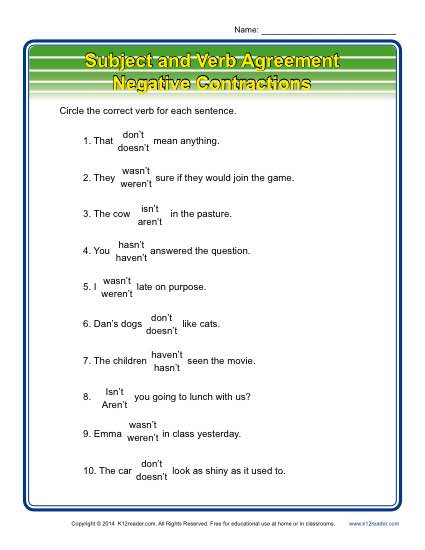 Name: ___________________________
Subject and Verb Agreement
Negative Contractions
Circle the correct verb for each sentence.
don't
1. That mean anything.
doesn't
wasn't
2. They sure if they would join the game.
weren't
isn't
3. The cow in the pasture.
aren't
hasn't
4. You answered the question.
haven't
wasn't
5. I late on purpose.
weren't
don't
6. Dan's dogs like cats.
doesn't
haven't
7. The children seen the movie.
hasn't
Isn't
8. you going to lunch with us?
Aren't
wasn't
9. Emma in class yesterday.
weren't
don't
10. The car look as shiny as it used to.
doesn't
Copyright © 2014 K12reader.com. All Rights Reserved. Free for educational use at home or in classrooms. www.k12reader.com